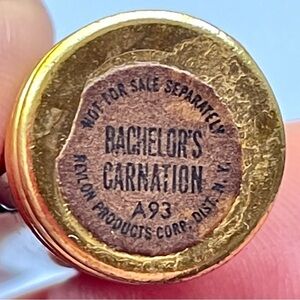 NOT FOR SALE SEPARATELY
BACHELOR'S
CARNATION
A93
REVLON PRODUCTS CORP. DIST. N. Y.